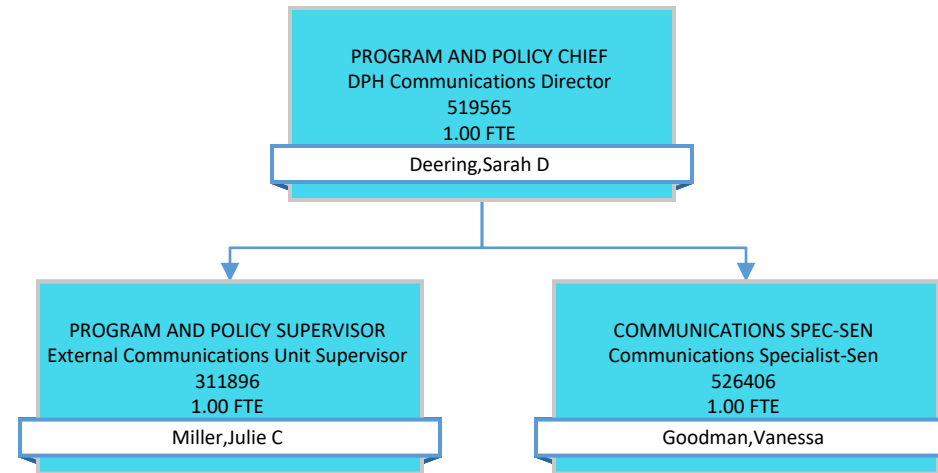 PROGRAM AND POLICY CHIEF
DPH Communications Director
519565
1.00 FTE
Deering,Sarah D
PROGRAM AND POLICY SUPERVISOR
External Communications Unit Supervisor
311896
1.00 FTE
Miller,Julie C
COMMUNICATIONS SPEC-SEN
Communications Specialist-Sen
526406
1.00 FTE
Goodman,Vanessa